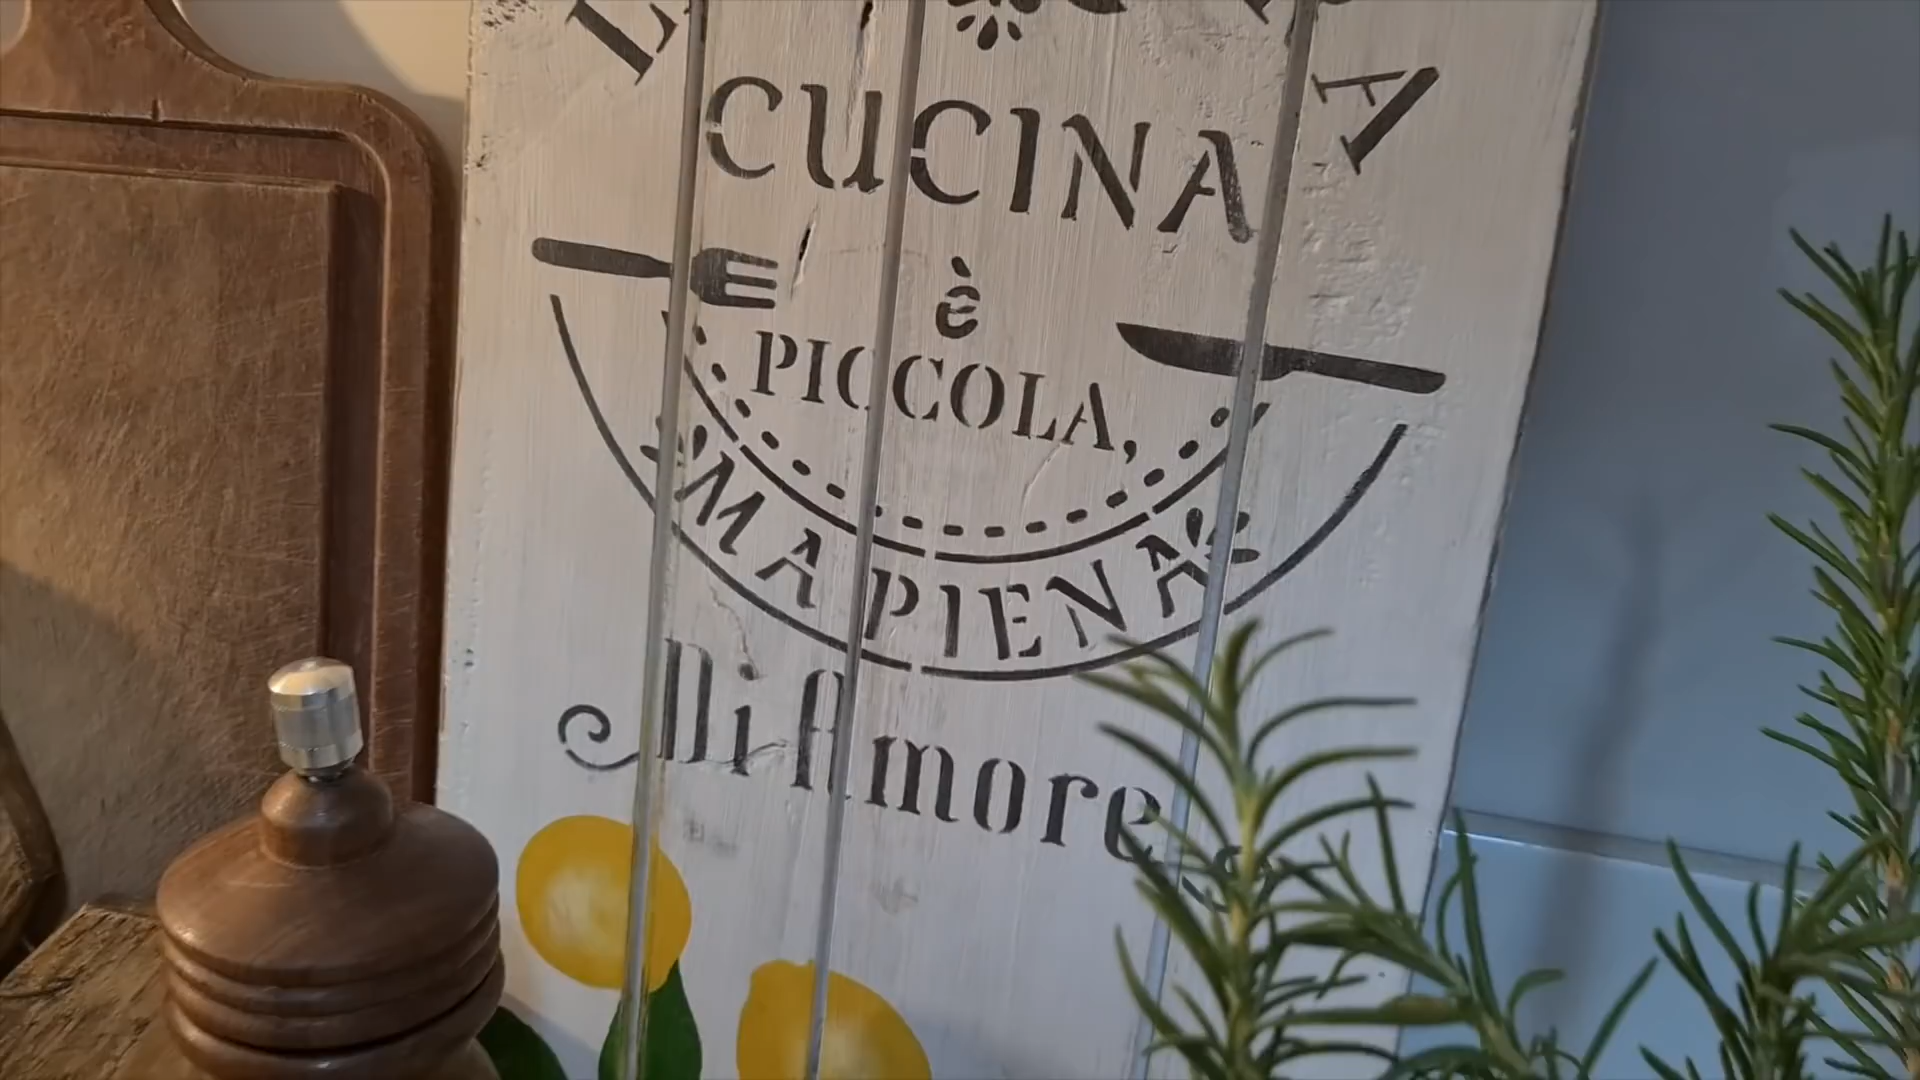 CUCINA
è
PICCOLA,
MA PIENA
Di Amore